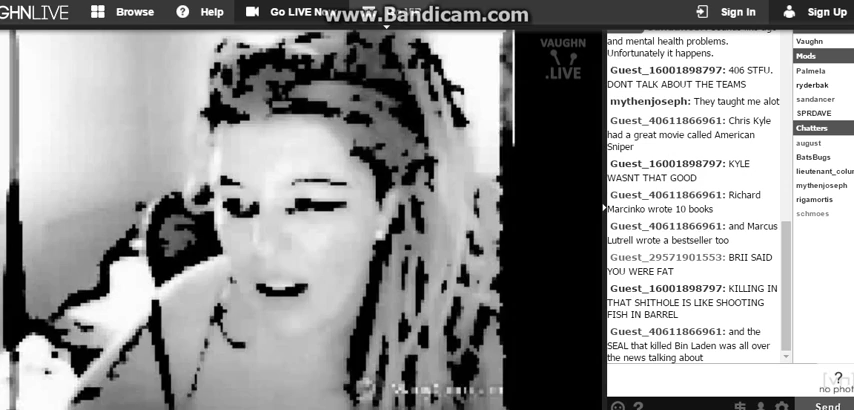 GHNLIVE
Browse
Help
Go LIVE
www.Bandicam.com
Sign In
Sign Up
VAUGHN
.LIVE
and mental health problems.
Unfortunately it happens.
Guest_16001898797: 406 STFU.
DONT TALK ABOUT THE TEAMS
mythenjoseph: They taught me alot
Guest_40611866961: Chris Kyle
had a great movie called American
Sniper
Guest_16001898797: KYLE
WASNT THAT GOOD
Guest_40611866961: Richard
Marcinko wrote 10 books
Guest_40611866961: and Marcus
Lutrell wrote a bestseller too
Guest_29571901553: BRII SAID
YOU WERE FAT
Guest_16001898797: KILLING IN
THAT SHITHOLE IS LIKE SHOOTING
FISH IN BARREL
Guest_40611866961: and the
SEAL that killed Bin Laden was all over
the news talking about
Vaughn
Mods
Palmela
ryderbak
sandancer
SPRDAVE
Chatters
august
BatsBugs
lieutenant_colu
mythenjoseph
rigamortis
schmoes
?
no phot
Send